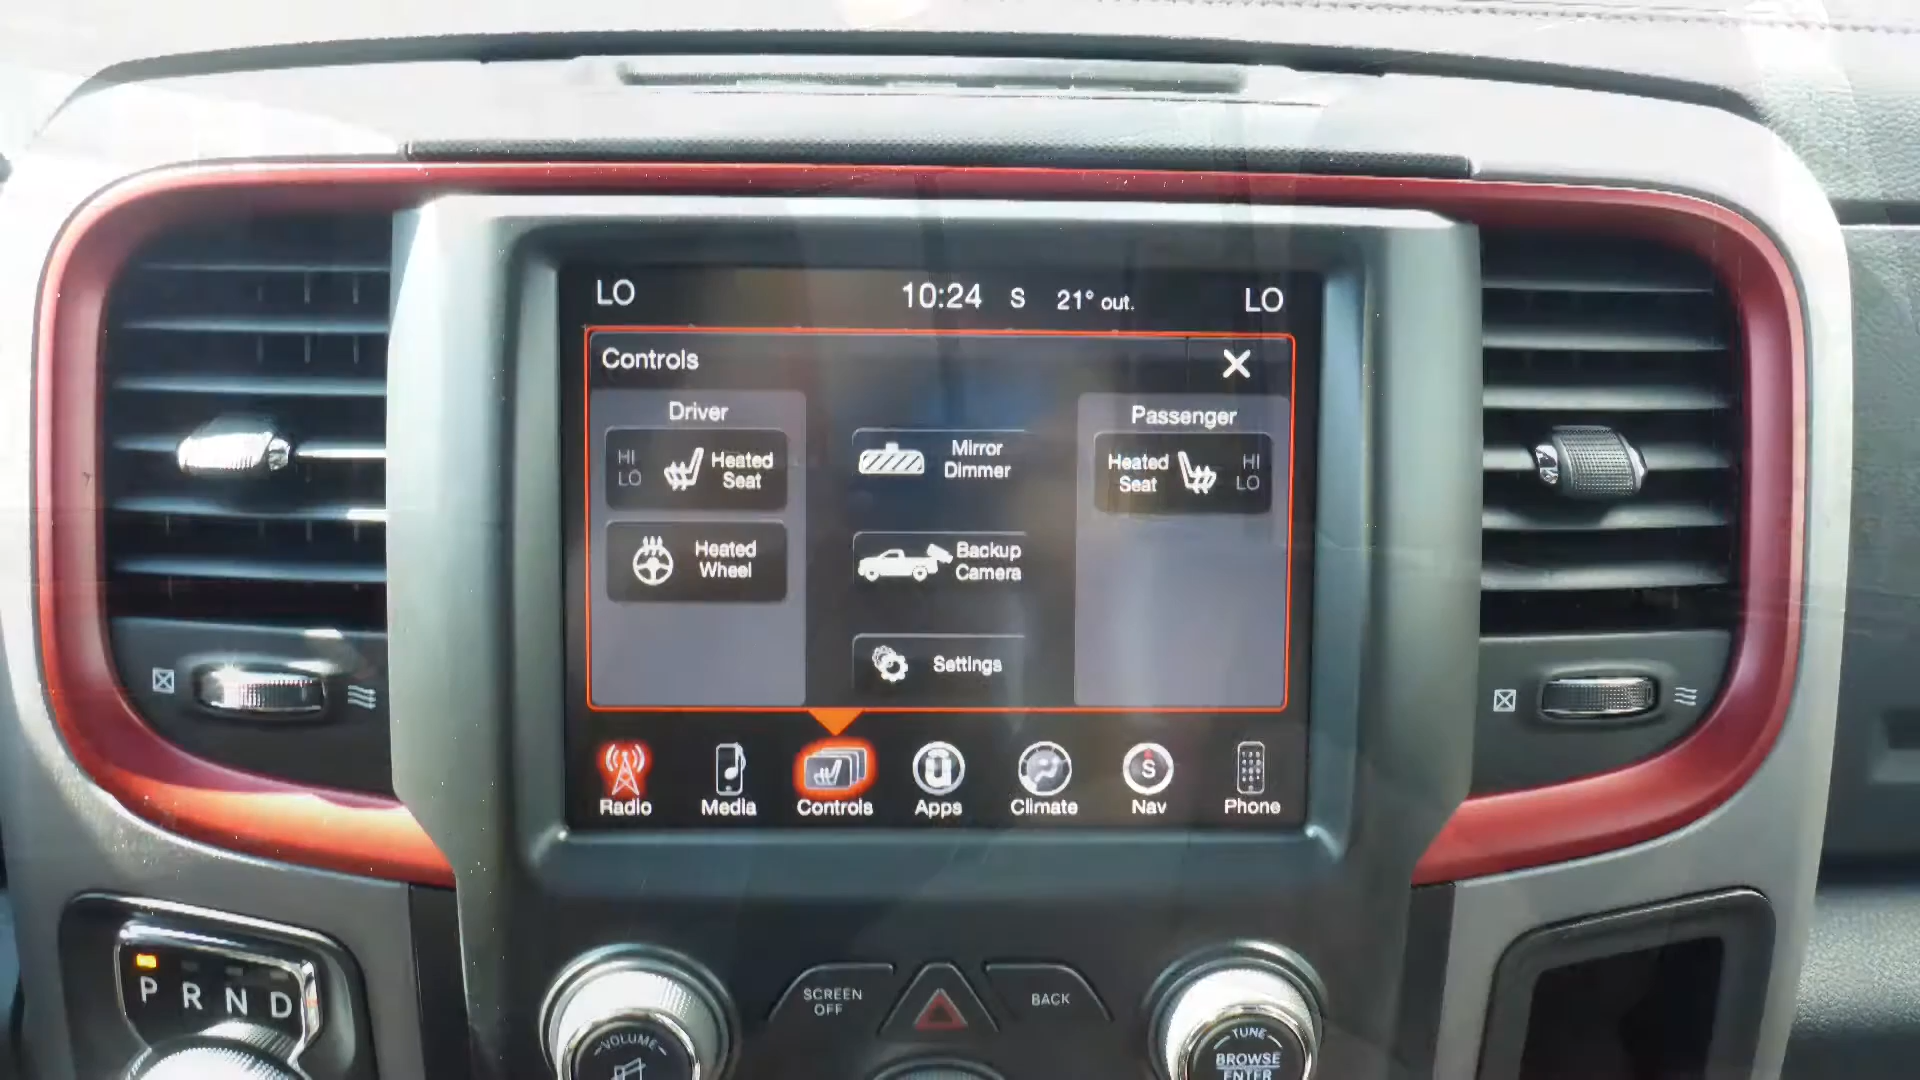 LO 10:24 S 21° out. LO
Controls X
Driver
Passenger
HI
LO
Heated
Seat
Mirror
Dimmer
Heated
Seat
HI
LO
Heated
Wheel
Backup
Camera
Settings
Radio Media Controls Apps Climate S Nav Phone
P R N D
SCREEN
OFF
BACK
VOLUME
TUNE
BROWSE
ENTER